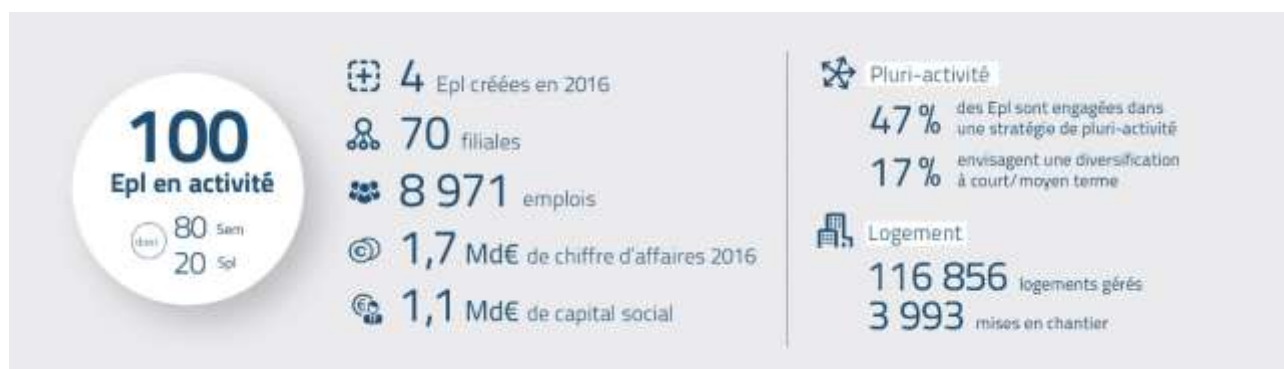 100
Epl en activité
dont
80 Sem
20 Spl
4 Epl créées en 2016
70 filiales
8 971 emplois
1,7 Md€ de chiffre d'affaires 2016
1,1 Md€ de capital social
Pluri-activité
47 % des Epl sont engagées dans
une stratégie de pluri-activité
17 % envisagent une diversification
à court/moyen terme
Logement
116 856 logements gérés
3 993 mises en chantier